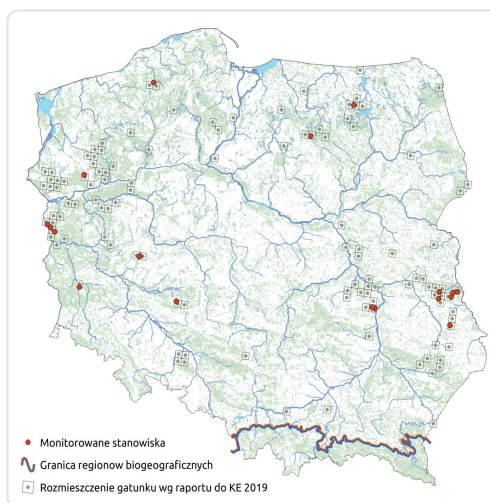 Monitorowane stanowiska
Granica regionow biogeograficznych
Rozmieszczenie gatunku wg raportu do KE 2019